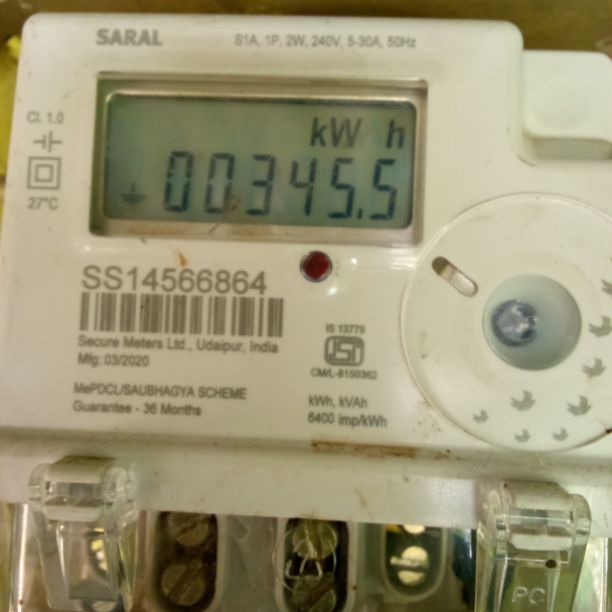 SARAL
S1A, 1P, 2W, 240V, 5-30A, 50Hz
Cl. 1.0
27°C
kW h
00345.5
SS14566864
Secure Meters Ltd., Udaipur, India
Mfg: 03/2020
MePDCL/SAUBHAGYA SCHEME
Guarantee - 36 Months
IS 13779
ISI
CM/L-8150362
kWh, kVAh
6400 imp/kWh
PC